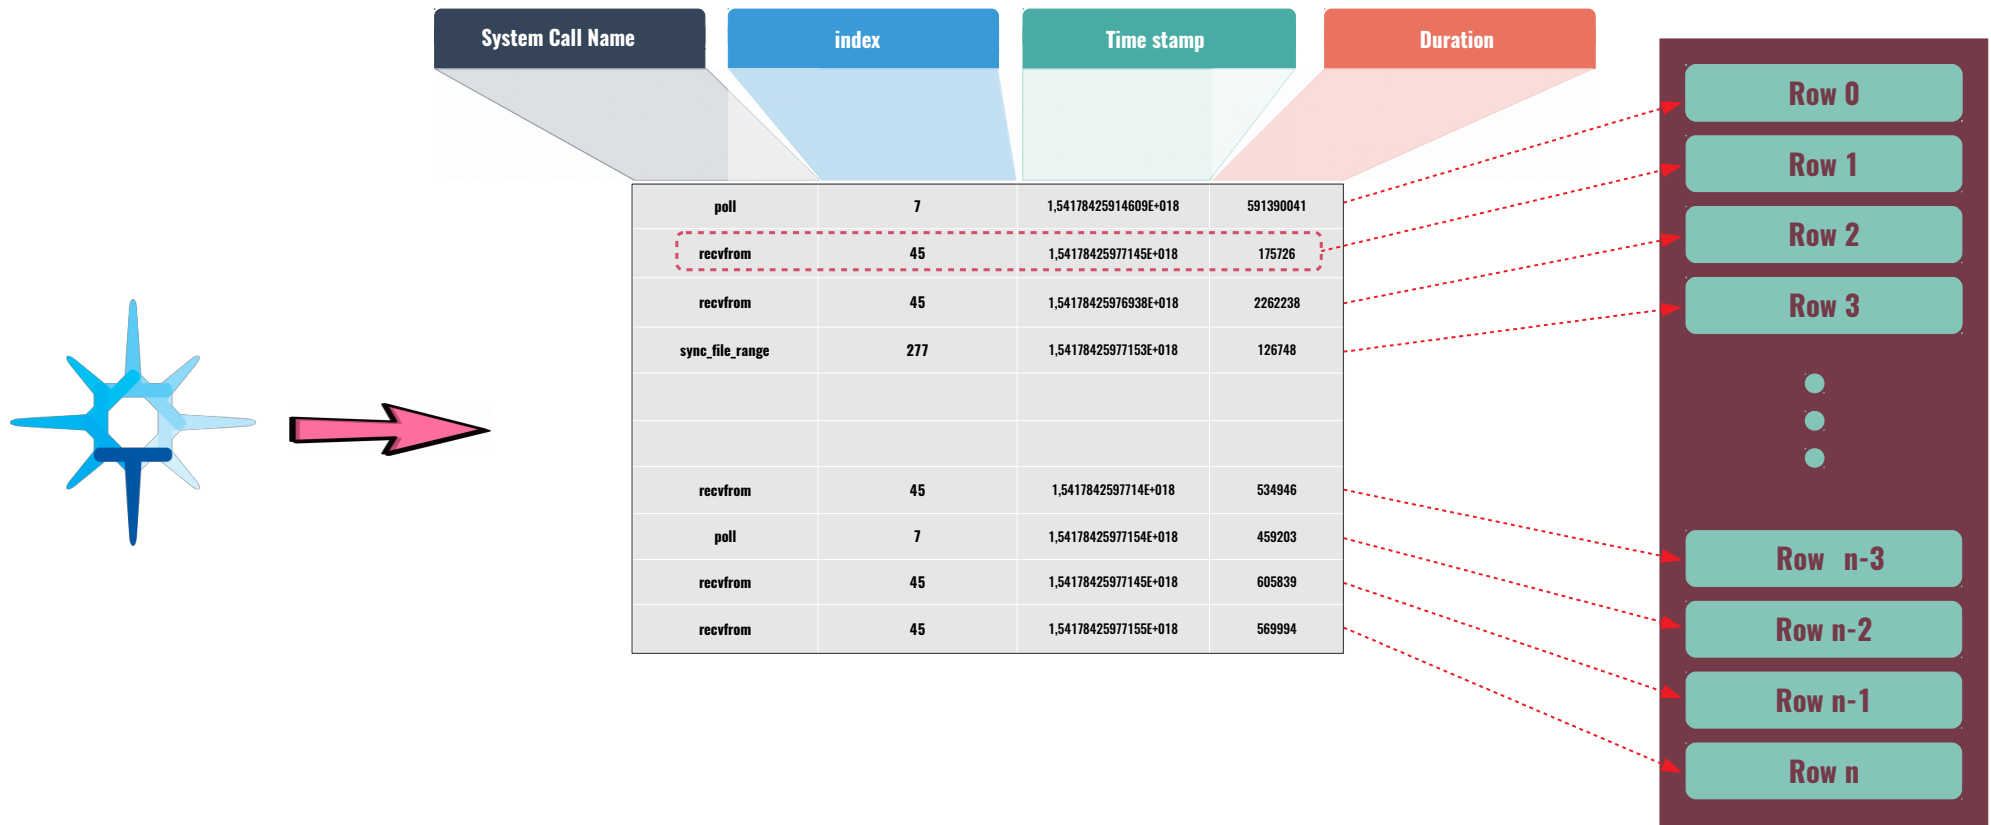 System Call Name index Time stamp Duration
poll 7 1,54178425914609E+018 591390041
recvfrom 45 1,54178425977145E+018 175726
recvfrom 45 1,54178425976938E+018 2262238
sync_file_range 277 1,54178425977153E+018 126748
recvfrom 45 1,5417842597714E+018 534946
poll 7 1,54178425977154E+018 459203
recvfrom 45 1,54178425977145E+018 605839
recvfrom 45 1,54178425977155E+018 569994
Row 0
Row 1
Row 2
Row 3
Row n-3
Row n-2
Row n-1
Row n